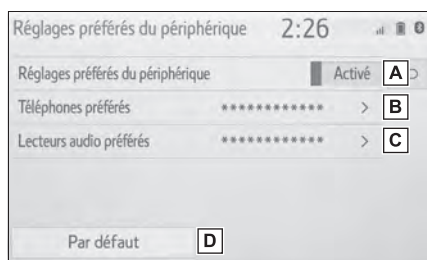 Réglages préférés du périphérique 2:26
Réglages préférés du périphérique Activé A
Téléphones préférés ************ > B
Lecteurs audio préférés ************ > C
Par défaut D